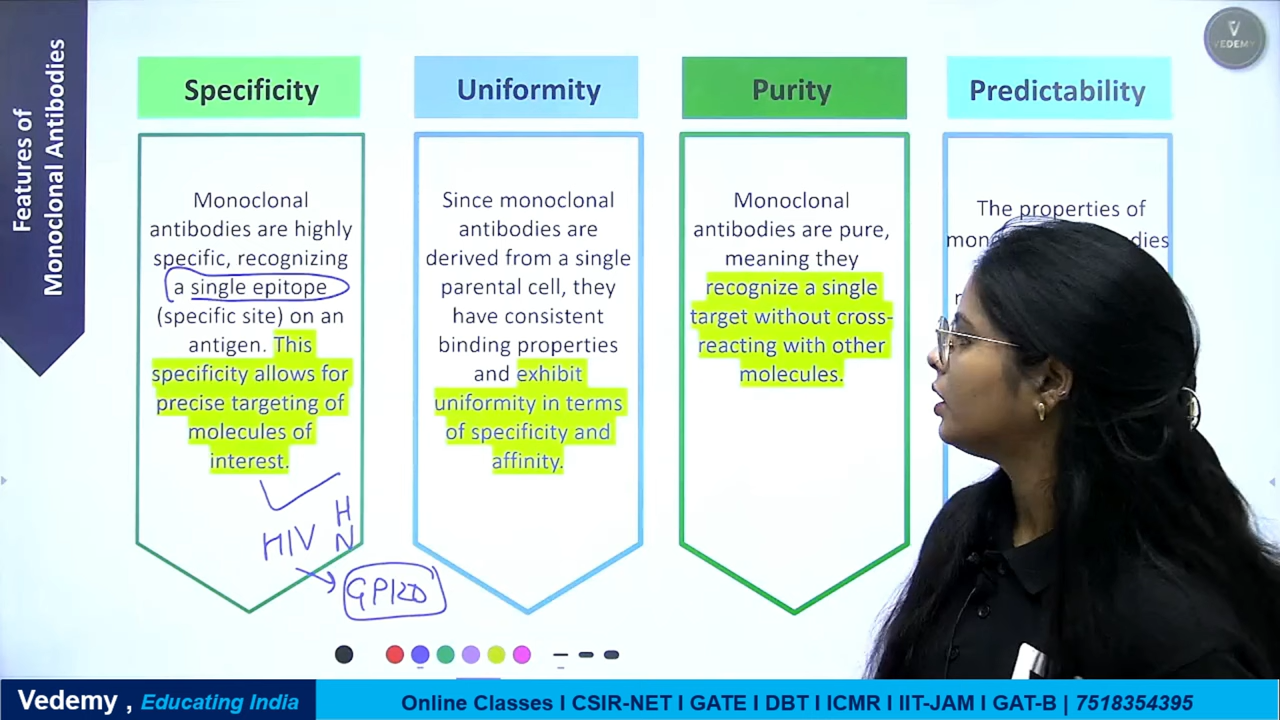 Features of
Monoclonal Antibodies
VEDEMY
Specificity
Monoclonal
antibodies are highly
specific, recognizing
a single epitope
(specific site) on an
antigen. This
specificity allows for
precise targeting of
molecules of
interest.
HIV
H
N
GP120
Uniformity
Since monoclonal
antibodies are
derived from a single
parental cell, they
have consistent
binding properties
and exhibit
uniformity in terms
of specificity and
affinity.
Purity
Monoclonal
antibodies are pure,
meaning they
recognize a single
target without cross-
reacting with other
molecules.
Predictability
The properties of
Vedemy , Educating India
Online Classes I CSIR-NET I GATE I DBT I ICMR I IIT-JAM I GAT-B | 7518354395